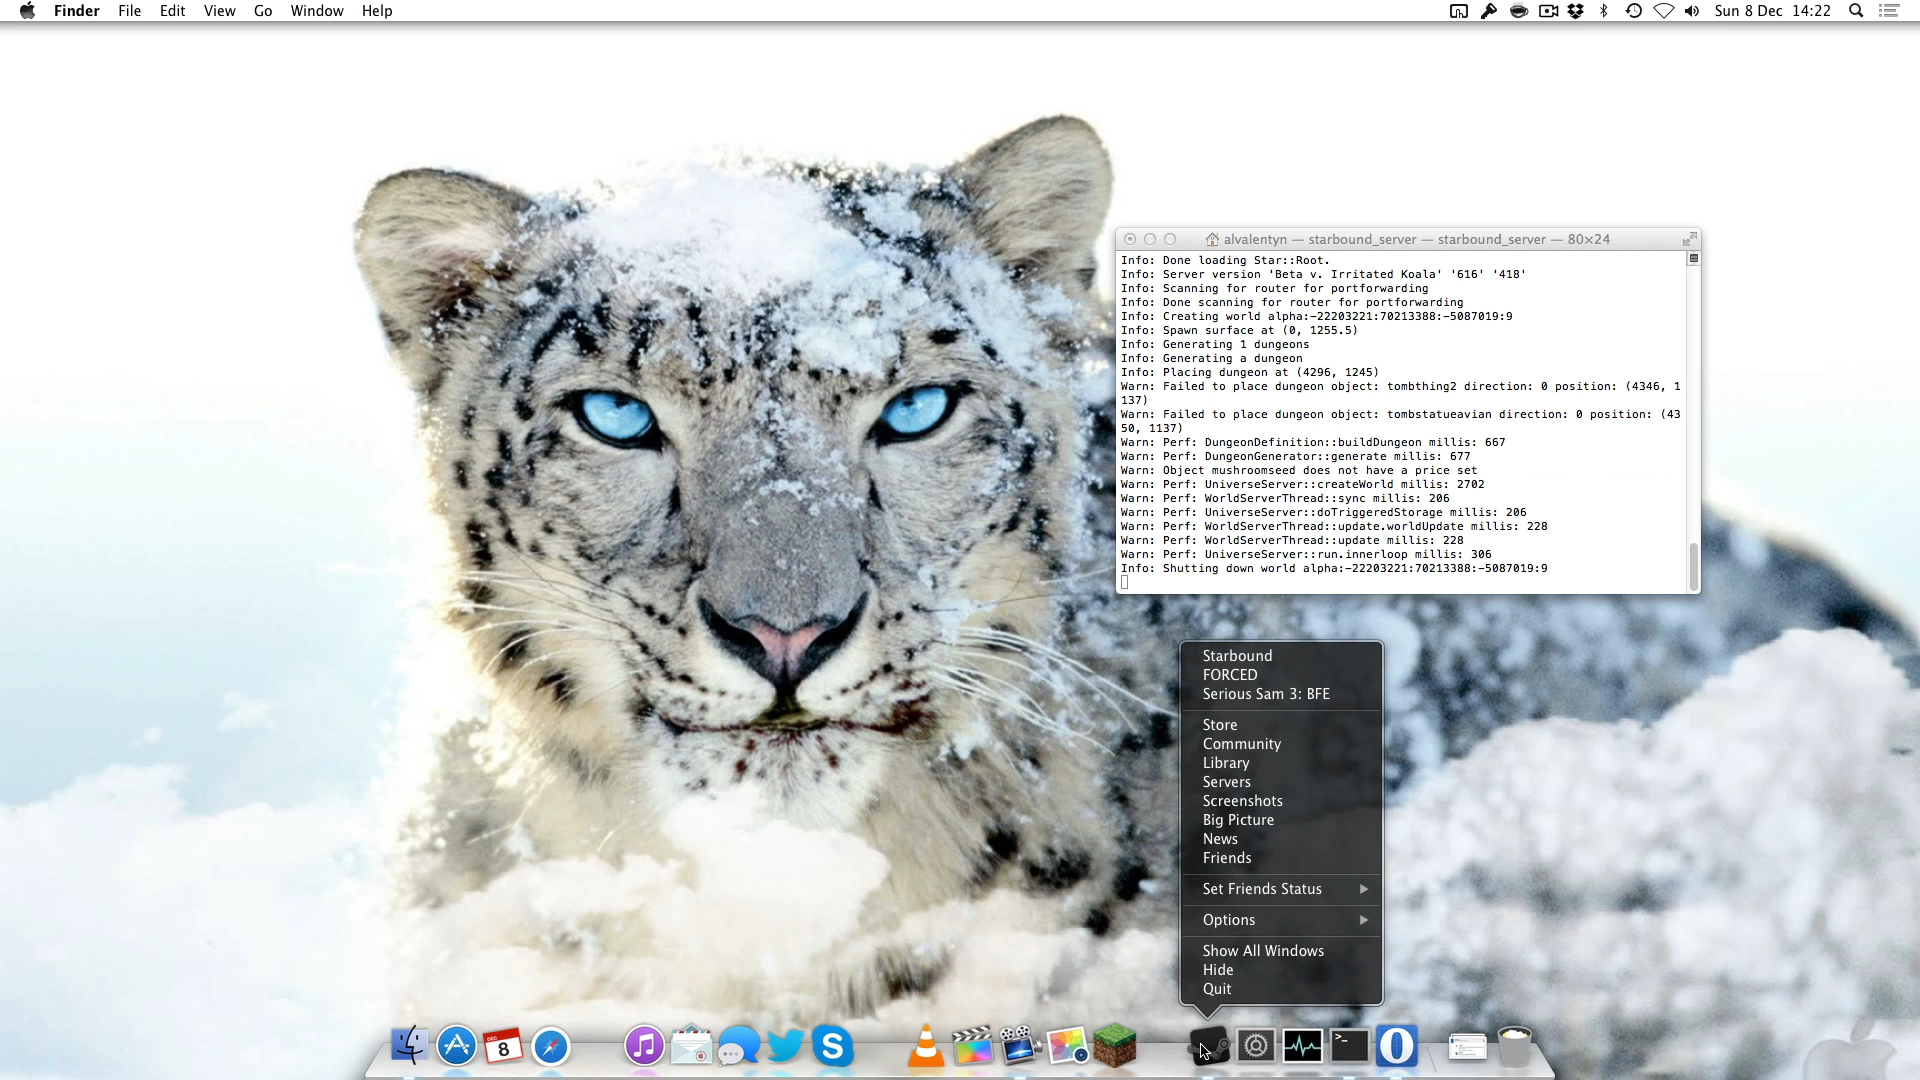 Finder File Edit View Go Window Help
Sun 8 Dec 14:22
alvalentyn — starbound_server — starbound_server — 80×24
Info: Done loading Star::Root.
Info: Server version 'Beta v. Irritated Koala' '616' '418'
Info: Scanning for router for portforwarding
Info: Done scanning for router for portforwarding
Info: Creating world alpha:-22203221:70213388:-5087019:9
Info: Spawn surface at (0, 1255.5)
Info: Generating 1 dungeons
Info: Generating a dungeon
Info: Placing dungeon at (4296, 1245)
Warn: Failed to place dungeon object: tombthing2 direction: 0 position: (4346, 1
137)
Warn: Failed to place dungeon object: tombstatueavian direction: 0 position: (43
50, 1137)
Warn: Perf: DungeonDefinition::buildDungeon millis: 667
Warn: Perf: DungeonGenerator::generate millis: 677
Warn: Object mushroomseed does not have a price set
Warn: Perf: UniverseServer::createWorld millis: 2702
Warn: Perf: WorldServerThread::sync millis: 206
Warn: Perf: UniverseServer::doTriggeredStorage millis: 206
Warn: Perf: WorldServerThread::update.worldUpdate millis: 228
Warn: Perf: WorldServerThread::update millis: 228
Warn: Perf: UniverseServer::run.innerloop millis: 306
Info: Shutting down world alpha:-22203221:70213388:-5087019:9
Starbound
FORCED
Serious Sam 3: BFE
Store
Community
Library
Servers
Screenshots
Big Picture
News
Friends
Set Friends Status
Options
Show All Windows
Hide
Quit
DEC
8